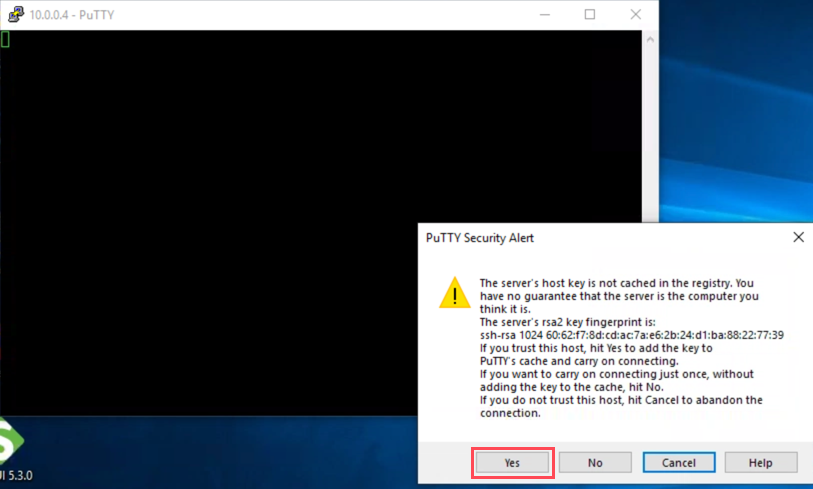 10.0.0.4 - PuTTY
PuTTY Security Alert
The server's host key is not cached in the registry. You
have no guarantee that the server is the computer you
think it is.
The server's rsa2 key fingerprint is:
ssh-rsa 1024 60:62:f7:8d:cd:ac:7a:e6:2b:24:d1:ba:88:22:77:39
If you trust this host, hit Yes to add the key to
PuTTY's cache and carry on connecting.
If you want to carry on connecting just once, without
adding the key to the cache, hit No.
If you do not trust this host, hit Cancel to abandon the
connection.
Yes No Cancel Help
S
UI 5.3.0